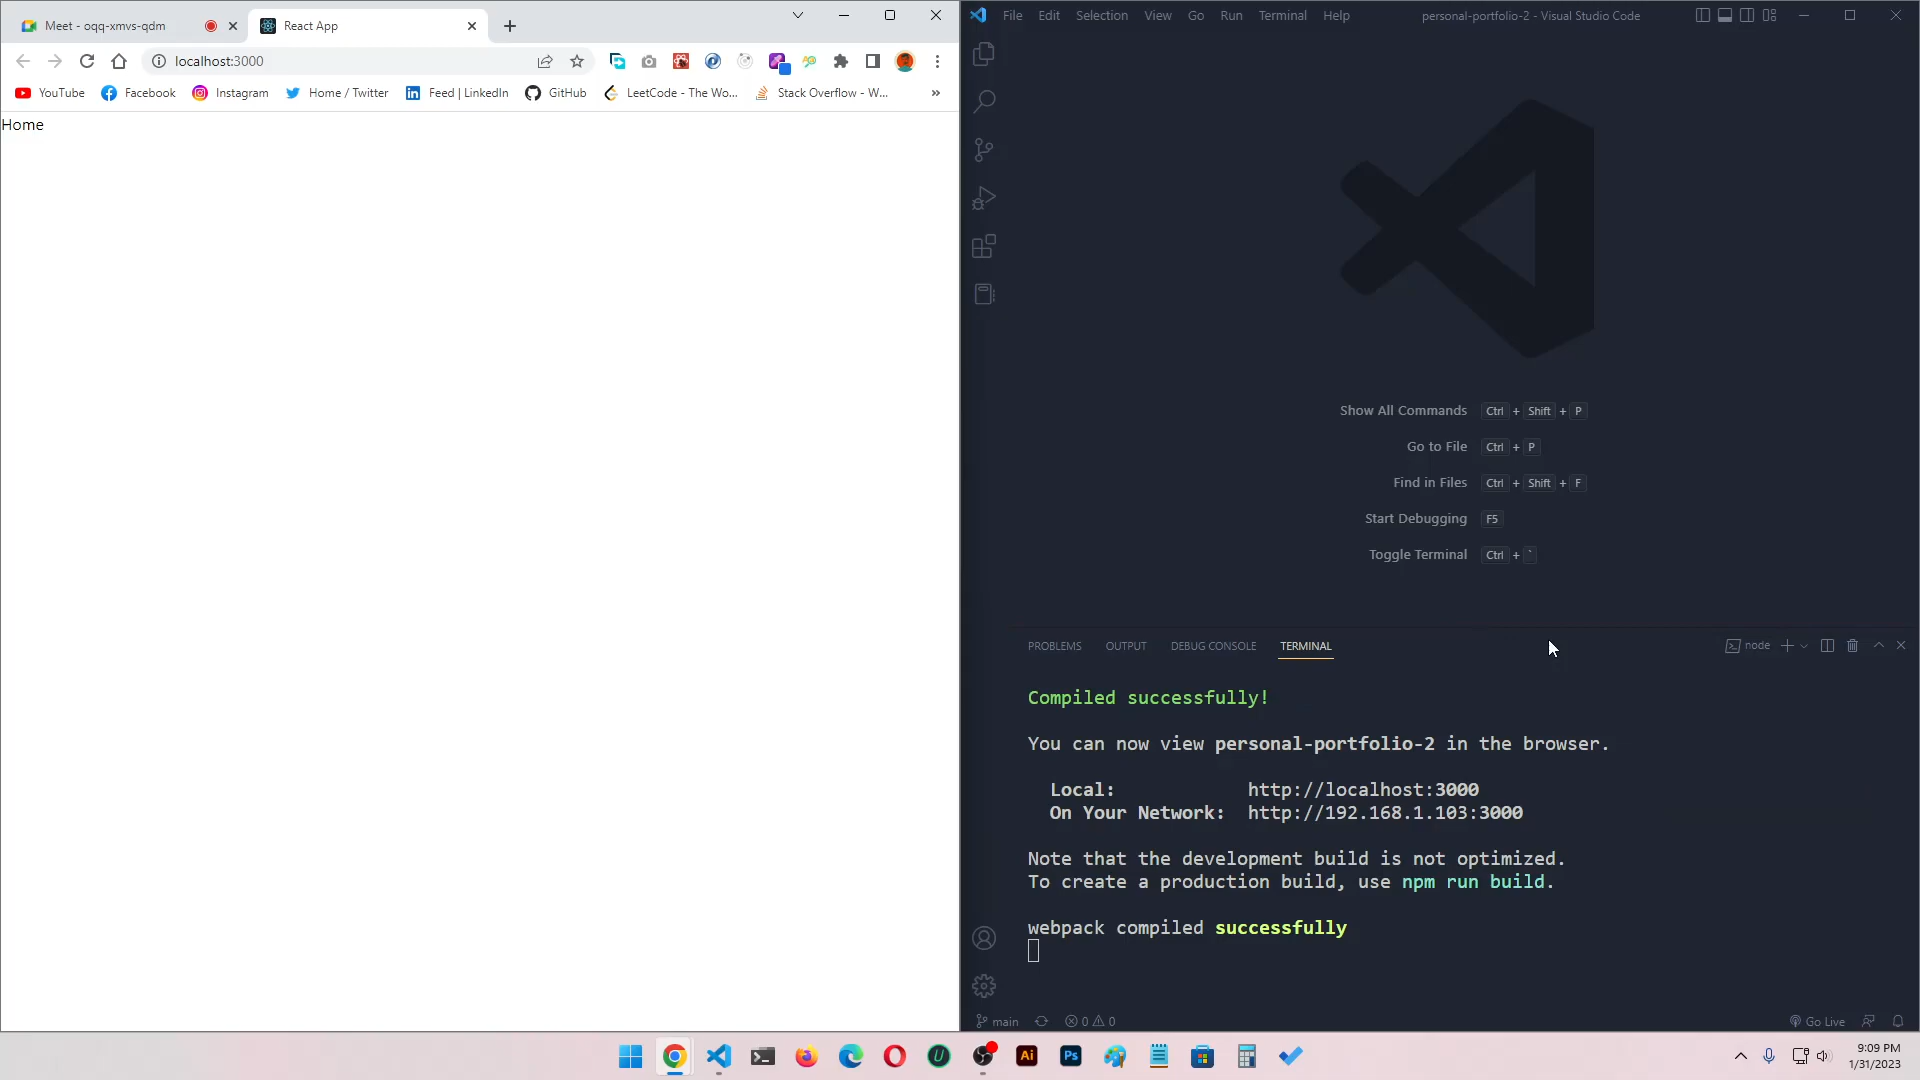 Meet - oqq-xmvs-qdm
React App
localhost:3000
YouTube
Facebook
Instagram
Home / Twitter
Feed | LinkedIn
GitHub
LeetCode - The Wo...
Stack Overflow - W...
»
Home
File Edit Selection View Go Run Terminal Help
personal-portfolio-2 - Visual Studio Code
Show All Commands Ctrl + Shift + P
Go to File Ctrl + P
Find in Files Ctrl + Shift + F
Start Debugging F5
Toggle Terminal Ctrl + `
PROBLEMS OUTPUT DEBUG CONSOLE TERMINAL
node
Compiled successfully!
You can now view personal-portfolio-2 in the browser.
Local: http://localhost:3000
On Your Network: http://192.168.1.103:3000
Note that the development build is not optimized.
To create a production build, use npm run build.
webpack compiled successfully
main
0 0
Go Live
U
Ai
Ps
9:09 PM
1/31/2023